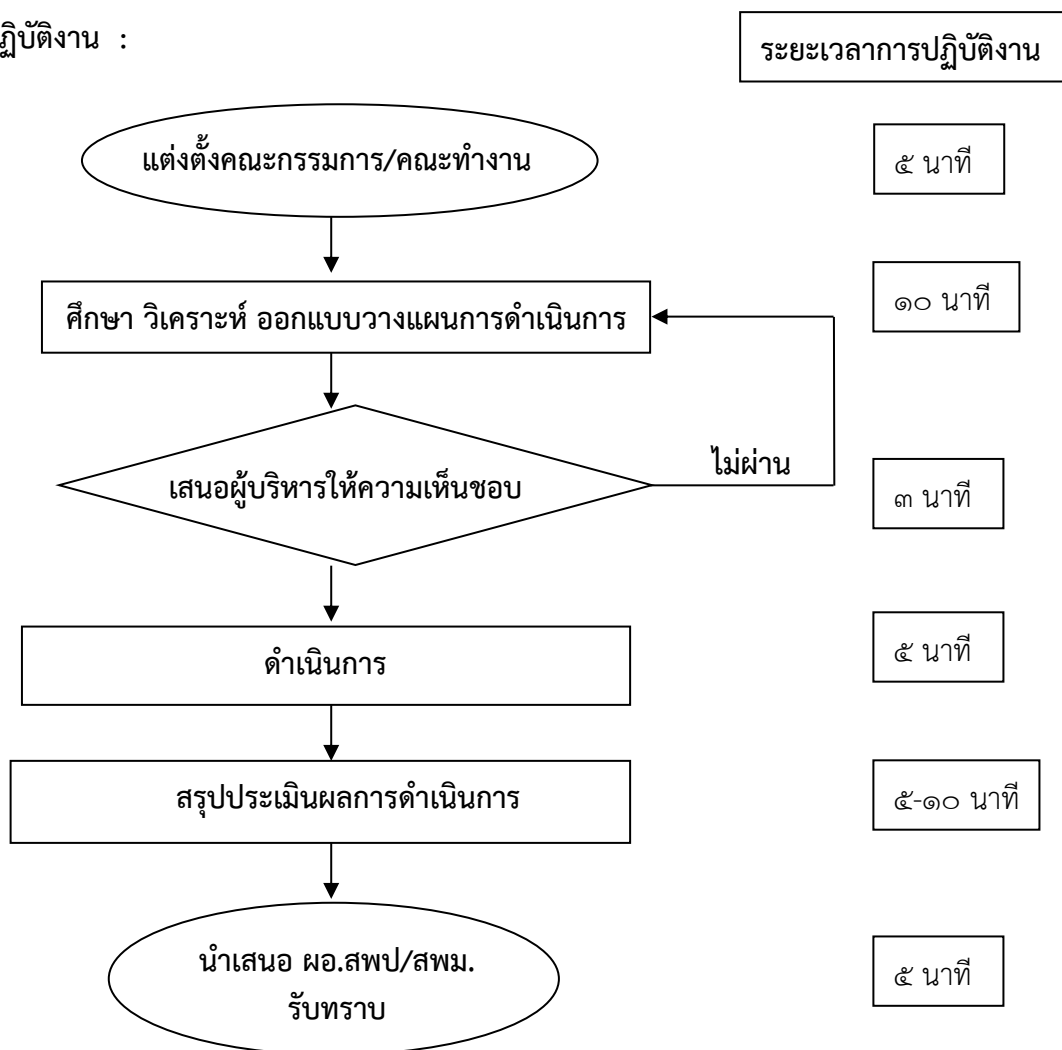 ฏิบัติงาน :
ระยะเวลาการปฏิบัติงาน
แต่งตั้งคณะกรรมการ/คณะทำงาน
๕ นาที
ศึกษา วิเคราะห์ ออกแบบวางแผนการดำเนินการ
๑๐ นาที
ไม่ผ่าน
เสนอผู้บริหารให้ความเห็นชอบ
๓ นาที
ดำเนินการ
๕ นาที
สรุปประเมินผลการดำเนินการ
๕-๑๐ นาที
นำเสนอ ผอ.สพป/สพม.
รับทราบ
๕ นาที